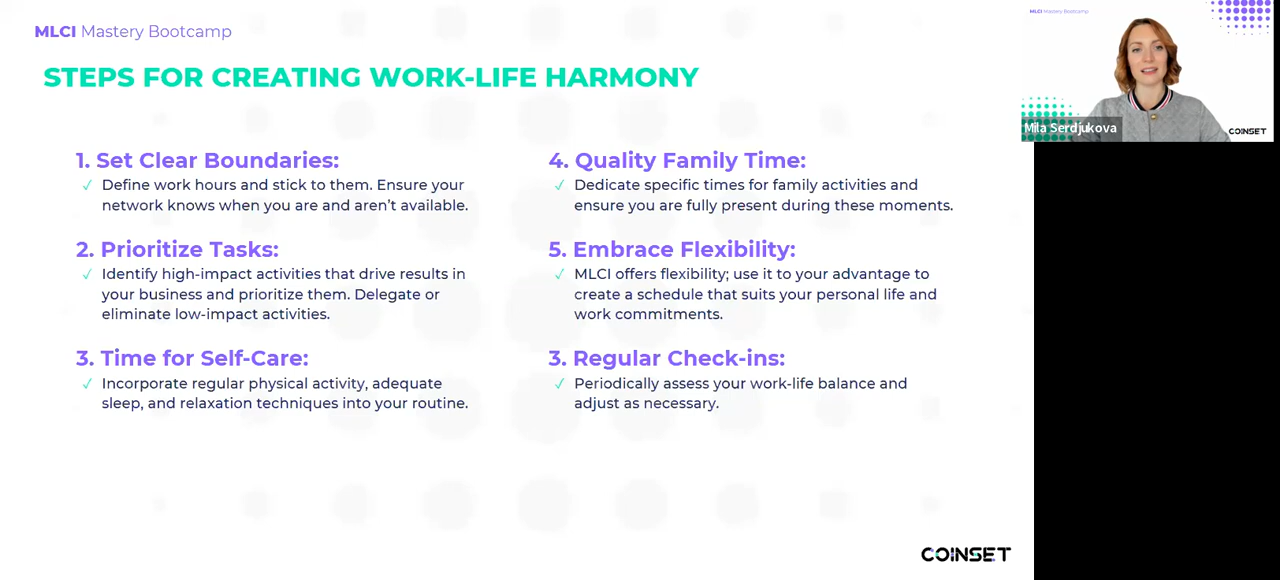 MLCI Mastery Bootcamp
STEPS FOR CREATING WORK-LIFE HARMONY
1. Set Clear Boundaries:
✓ Define work hours and stick to them. Ensure your
network knows when you are and aren’t available.
2. Prioritize Tasks:
✓ Identify high-impact activities that drive results in
your business and prioritize them. Delegate or
eliminate low-impact activities.
3. Time for Self-Care:
✓ Incorporate regular physical activity, adequate
sleep, and relaxation techniques into your routine.
4. Quality Family Time:
✓ Dedicate specific times for family activities and
ensure you are fully present during these moments.
5. Embrace Flexibility:
✓ MLCI offers flexibility; use it to your advantage to
create a schedule that suits your personal life and
work commitments.
3. Regular Check-ins:
✓ Periodically assess your work-life balance and
adjust as necessary.
COINSET
MLCI Mastery Bootcamp
Mila Serdjukova
COINSET